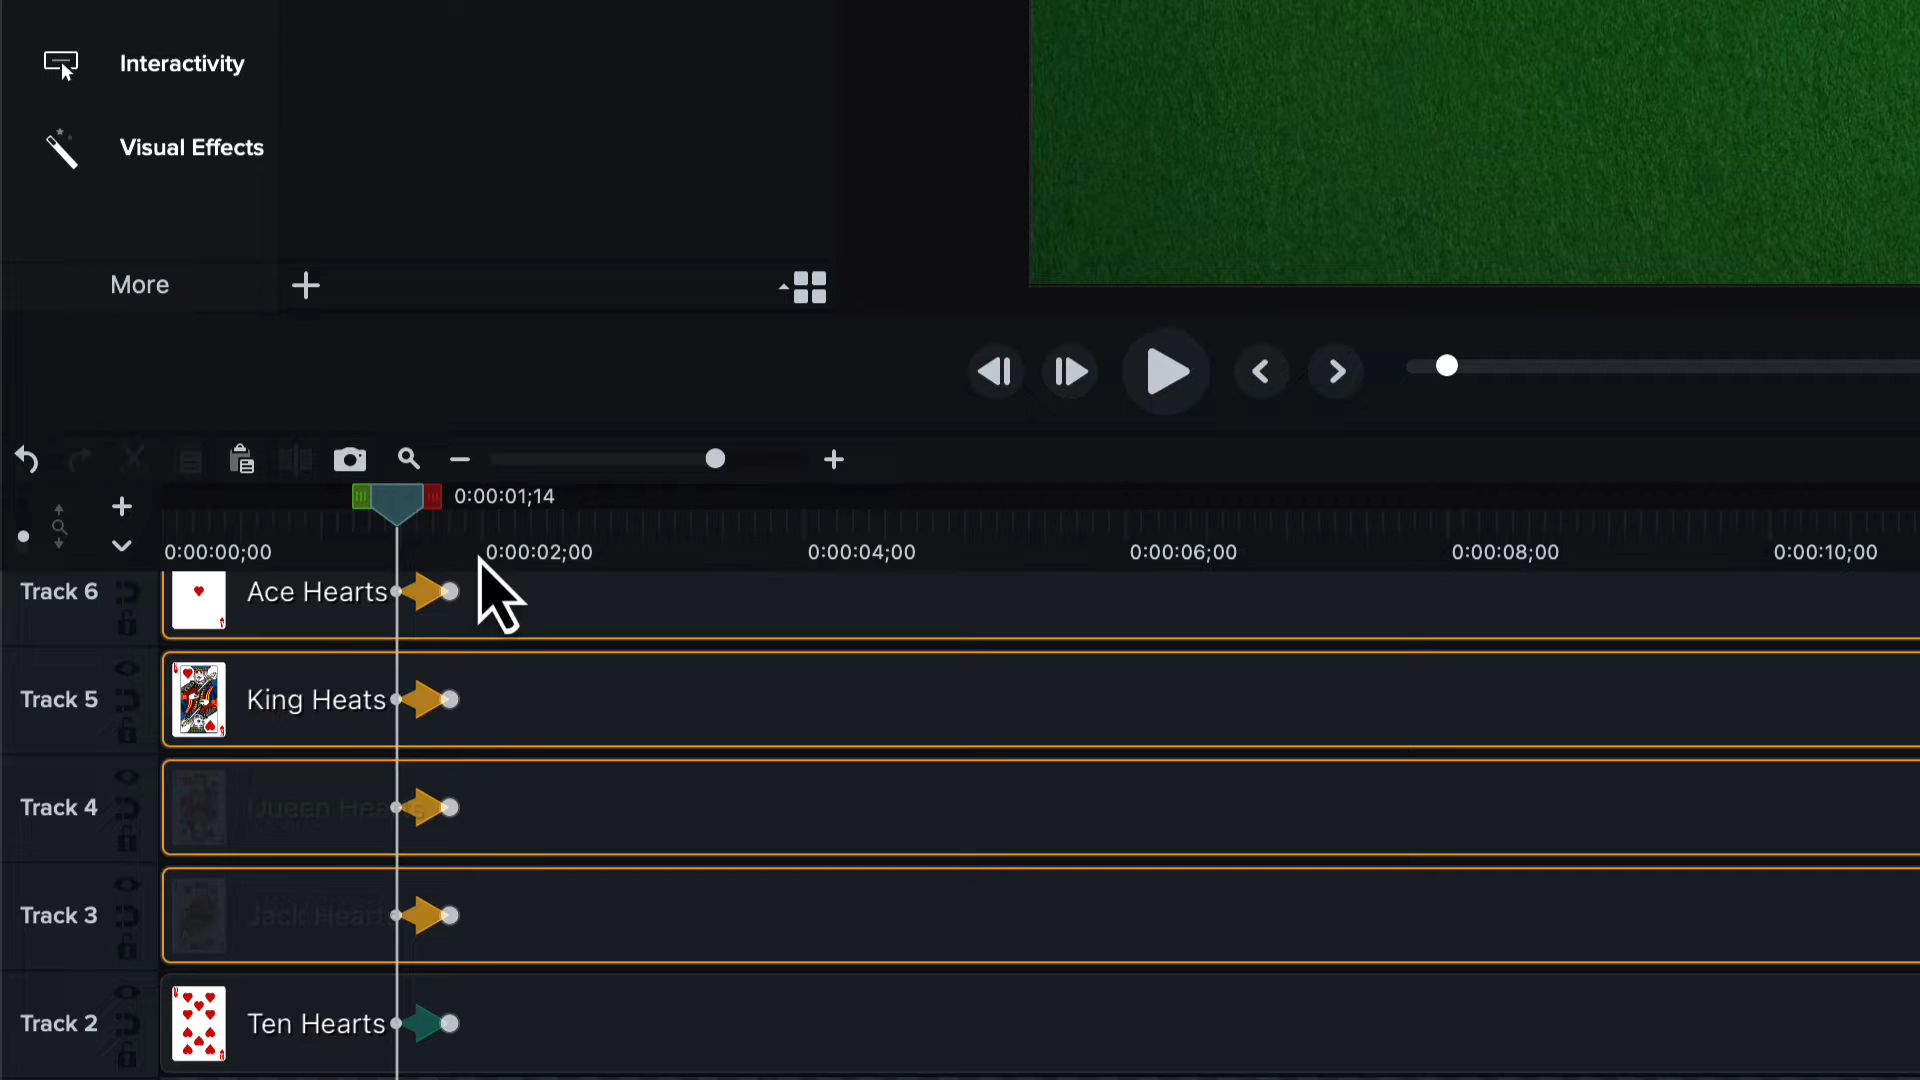 Interactivity
Visual Effects
More
0:00:01;14
0:00:00;00 0:00:02;00 0:00:04;00 0:00:06;00 0:00:08;00 0:00:10;00
Track 6 Ace Hearts
Track 5 King Heats
Track 4 Queen Hearts
Track 3 Jack Hearts
Track 2 Ten Hearts